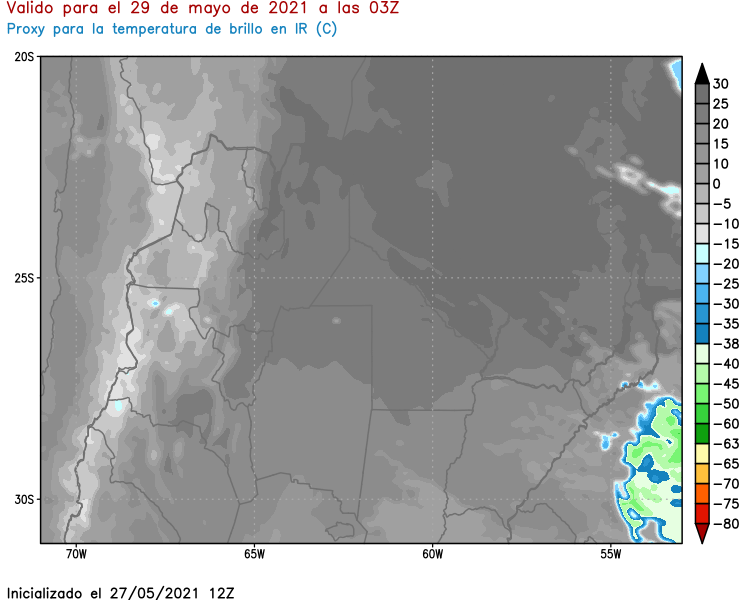 Valido para el 29 de mayo de 2021 a las 03Z
Proxy para la temperatura de brillo en IR (C)
20S
25S
30S
70W
65W
60W
55W
30
25
20
15
10
0
-5
-10
-15
-20
-25
-30
-35
-38
-40
-45
-50
-60
-63
-65
-70
-75
-80
Inicializado el 27/05/2021 12Z